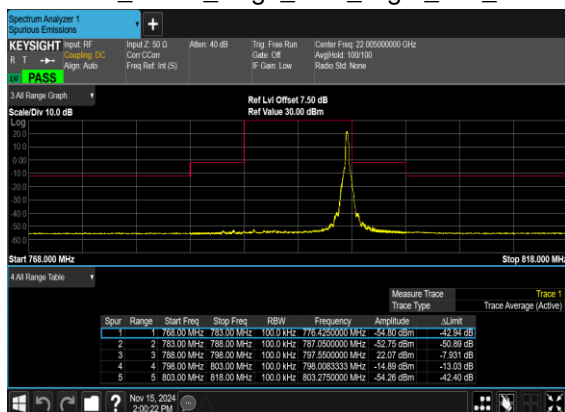 Spectrum Analyzer 1
Spurious Emissions
KEYSIGHT Input: RF Input Z: 50 Ω Atten: 40 dB Trig: Free Run Center Freq: 22.005000000 GHz
R T Coupling: DC Corr CCorr Gate: Off Avg|Hold: 100/100
Align: Auto Freq Ref: Int (S) IF Gain: Low Radio Std: None
PASS
3 All Range Graph
Ref Lvl Offset 7.50 dB
Scale/Div 10.0 dB Ref Value 30.00 dBm
Log
20.0
10.0
0.00
-10.0
-20.0
-30.0
-40.0
-50.0
-60.0
Start 768.000 MHz Stop 818.000 MHz
4 All Range Table
Measure Trace Trace 1
Trace Type Trace Average (Active)
Spur Range Start Freq Stop Freq RBW Frequency Amplitude ΔLimit
1 1 768.00 MHz 783.00 MHz 100.0 kHz 776.4250000 MHz -54.80 dBm -42.94 dB
2 2 783.00 MHz 788.00 MHz 100.0 kHz 787.0500000 MHz -52.75 dBm -50.89 dB
3 3 788.00 MHz 798.00 MHz 100.0 kHz 797.5500000 MHz 22.07 dBm -7.931 dB
4 4 798.00 MHz 803.00 MHz 100.0 kHz 798.0083333 MHz -14.89 dBm -13.03 dB
5 5 803.00 MHz 818.00 MHz 100.0 kHz 803.2750000 MHz -54.26 dBm -42.40 dB
Nov 15, 2024
2:00:22 PM